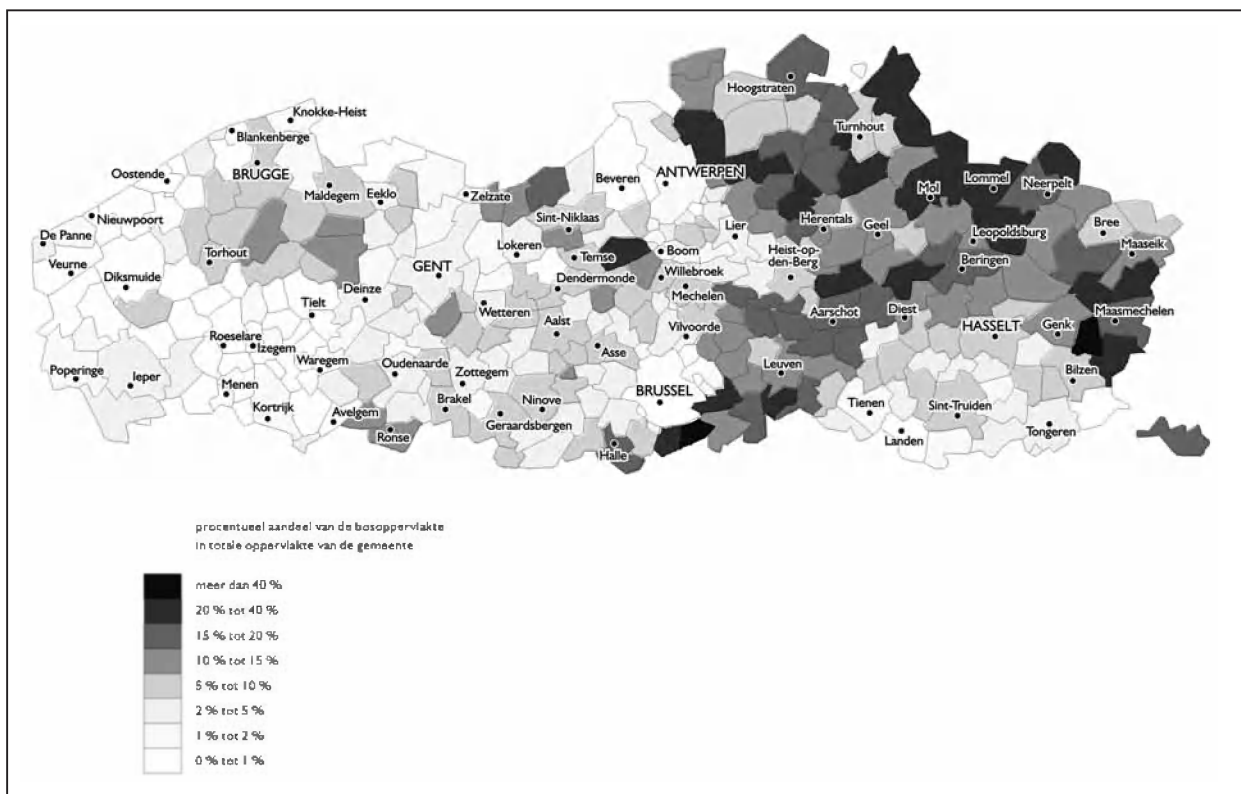 Hoogstraten
Knokke-Heist
Blankenberge
Turnhout
BRUGGE
Oostende
Maldegem
Eeklo
Zelzate
Beveren
ANTWERPEN
Mol
Lommel
Neerpelt
Nieuwpoort
Sint-Niklaas
Lier
Herentals
Geel
Bree
De Panne
Torhout
Lokeren
Temse
Boom
Leopoldsburg
Maaseik
Veurne
Diksmuide
GENT
Dendermonde
Willebroek
Heist-op-
den-Berg
Beringen
Deinze
Mechelen
Tielt
Wetteren
Aalst
Vilvoorde
Aarschot
Diest
HASSELT
Genk
Maasmechelen
Roeselare
Izegem
Asse
Poperinge
Ieper
Waregem
Oudenaarde
Zottegem
Leuven
Bilzen
Menen
BRUSSEL
Kortrijk
Avelgem
Brakel
Ninove
Tienen
Sint-Truiden
Ronse
Geraardsbergen
Halle
Landen
Tongeren
procentueel aandeel van de bosoppervlakte
in totale oppervlakte van de gemeente
meer dan 40 %
20 % tot 40 %
15 % tot 20 %
10 % tot 15 %
5 % tot 10 %
2 % tot 5 %
1 % tot 2 %
0 % tot 1 %